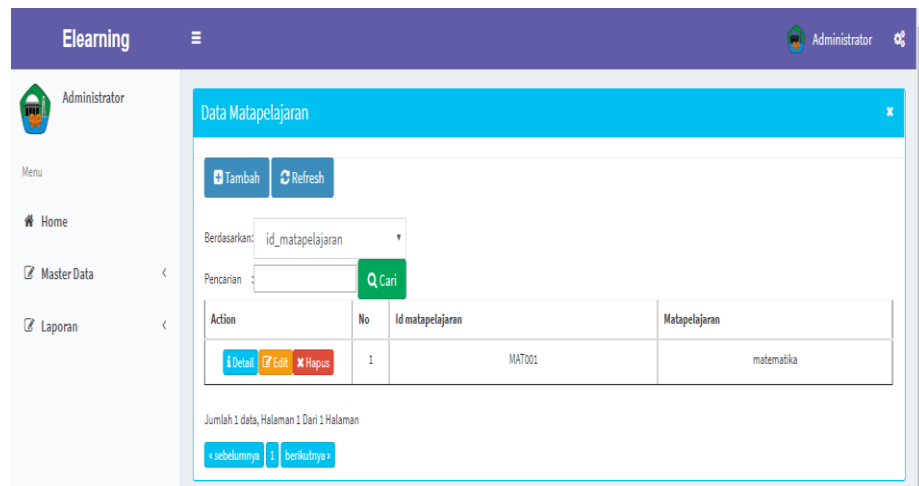 Elearning
Administrator
Administrator
Menu
Home
Master Data
Laporan
Data Matapelajaran
Tambah
Refresh
Berdasarkan: id_matapelajaran
Pencarian :
Cari
Action No Id matapelajaran Matapelajaran
Detail Edit Hapus 1 MAT001 matematika
Jumlah 1 data, Halaman 1 Dari 1 Halaman
« sebelumnya 1 berikutnya »